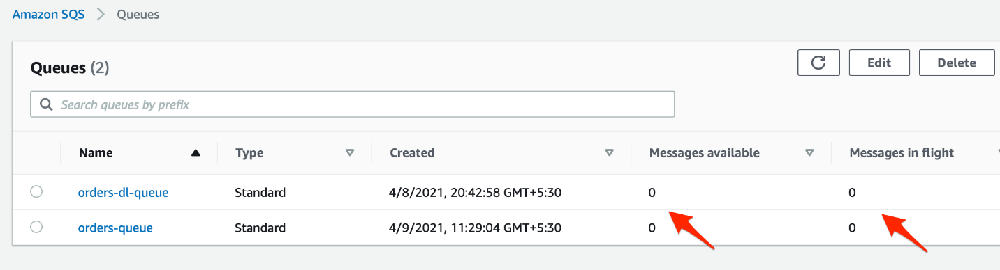 Amazon SQS > Queues
Queues (2)
Edit
Delete
Search queues by prefix
Name Type Created Messages available Messages in flight
orders-dl-queue Standard 4/8/2021, 20:42:58 GMT+5:30 0 0
orders-queue Standard 4/9/2021, 11:29:04 GMT+5:30 0 0